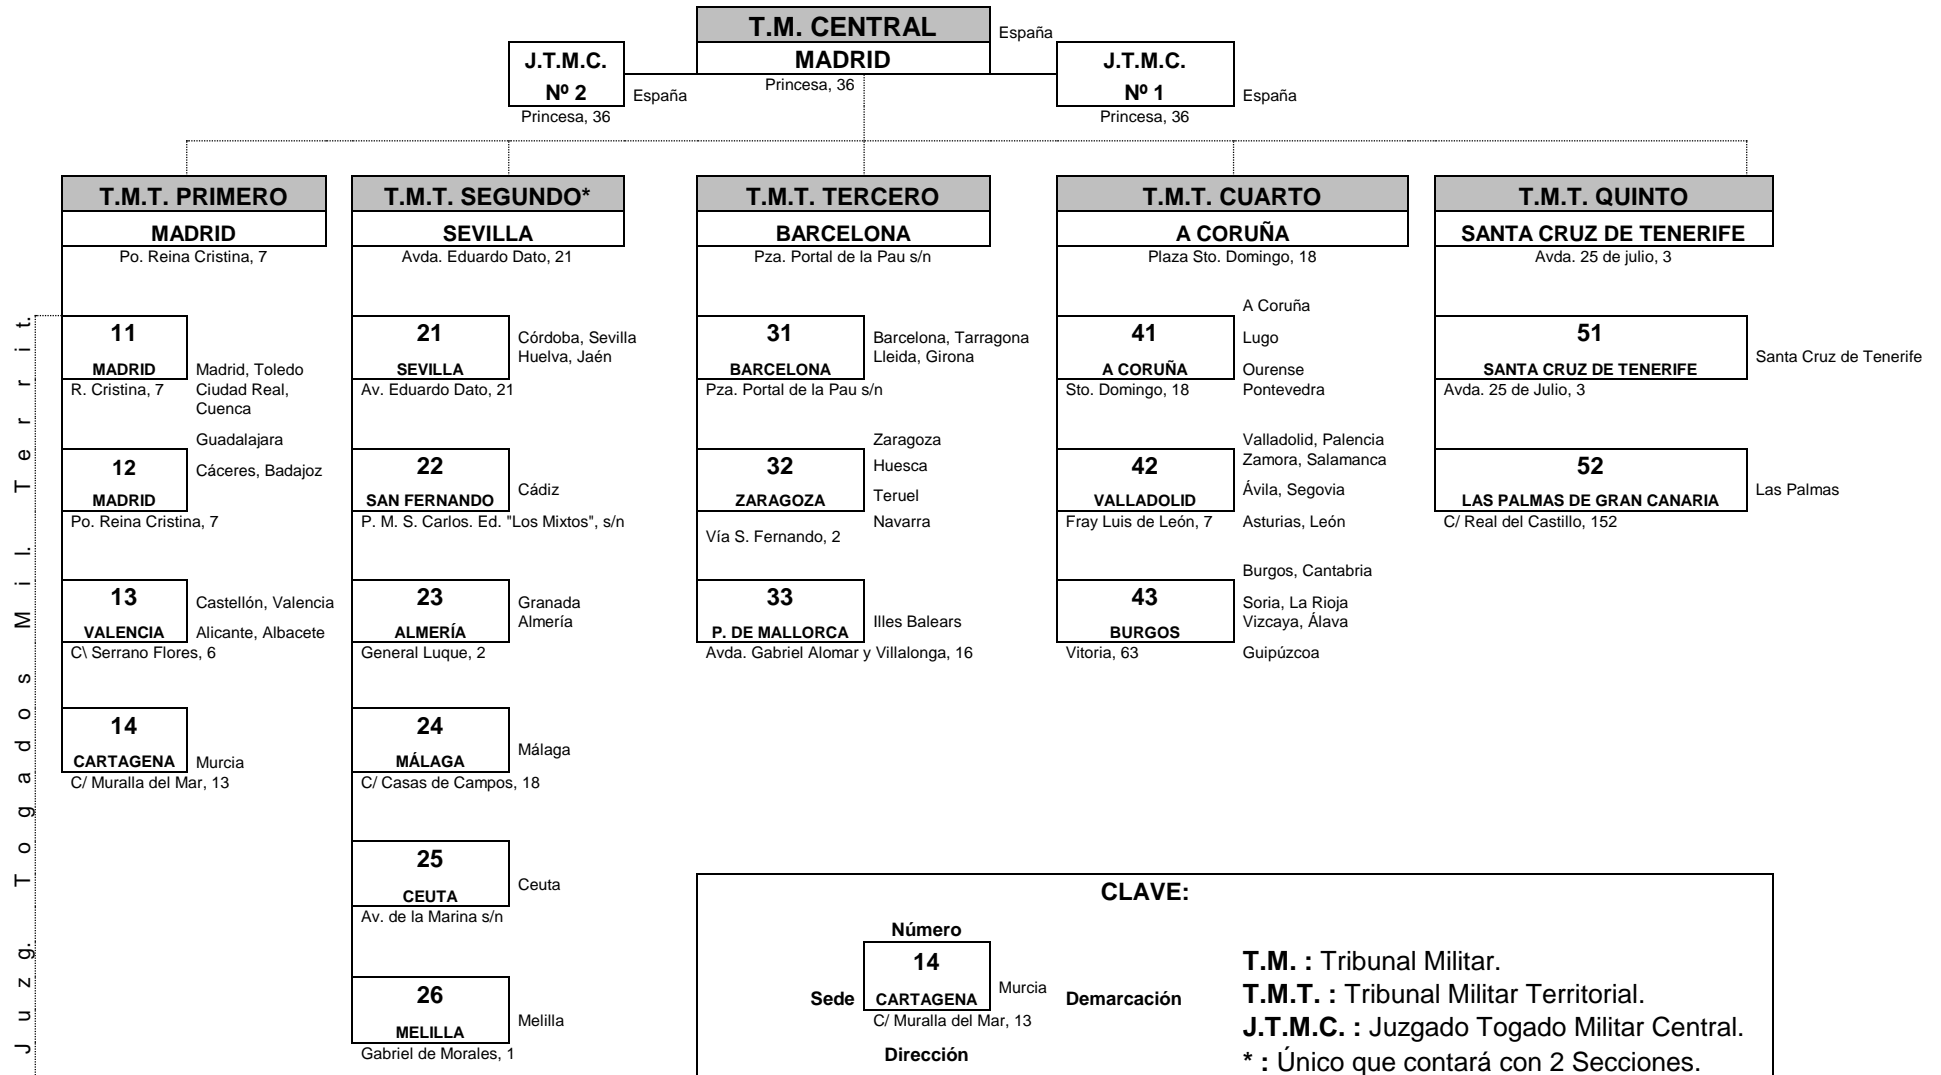 T.M. CENTRAL
España
MADRID
Princesa, 36
J.T.M.C.
Nº 2
España
Princesa, 36
J.T.M.C.
Nº 1
España
Princesa, 36
T.M.T. PRIMERO
MADRID
Po. Reina Cristina, 7
11
MADRID
R. Cristina, 7
Madrid, Toledo
Ciudad Real,
Cuenca
Guadalajara
12
MADRID
Po. Reina Cristina, 7
Cáceres, Badajoz
13
VALENCIA
C\ Serrano Flores, 6
Castellón, Valencia
Alicante, Albacete
14
CARTAGENA
C/ Muralla del Mar, 13
Murcia
T.M.T. SEGUNDO*
SEVILLA
Avda. Eduardo Dato, 21
21
SEVILLA
Av. Eduardo Dato, 21
Córdoba, Sevilla
Huelva, Jaén
22
SAN FERNANDO
P. M. S. Carlos. Ed. "Los Mixtos", s/n
Cádiz
23
ALMERÍA
General Luque, 2
Granada
Almería
24
MÁLAGA
C/ Casas de Campos, 18
Málaga
25
CEUTA
Av. de la Marina s/n
Ceuta
26
MELILLA
Gabriel de Morales, 1
Melilla
T.M.T. TERCERO
BARCELONA
Pza. Portal de la Pau s/n
31
BARCELONA
Pza. Portal de la Pau s/n
Barcelona, Tarragona
Lleida, Girona
32
ZARAGOZA
Vía S. Fernando, 2
Zaragoza
Huesca
Teruel
Navarra
33
P. DE MALLORCA
Avda. Gabriel Alomar y Villalonga, 16
Illes Balears
T.M.T. CUARTO
A CORUÑA
Plaza Sto. Domingo, 18
41
A CORUÑA
Sto. Domingo, 18
A Coruña
Lugo
Ourense
Pontevedra
42
VALLADOLID
Fray Luis de León, 7
Valladolid, Palencia
Zamora, Salamanca
Ávila, Segovia
Asturias, León
43
BURGOS
Vitoria, 63
Burgos, Cantabria
Soria, La Rioja
Vizcaya, Álava
Guipúzcoa
T.M.T. QUINTO
SANTA CRUZ DE TENERIFE
Avda. 25 de julio, 3
51
SANTA CRUZ DE TENERIFE
Avda. 25 de Julio, 3
Santa Cruz de Tenerife
52
LAS PALMAS DE GRAN CANARIA
C/ Real del Castillo, 152
Las Palmas
Juzg. Togados Mil. Territ.
CLAVE:
Número
14
Sede
CARTAGENA
Murcia
Demarcación
C/ Muralla del Mar, 13
Dirección
T.M. : Tribunal Militar.
T.M.T. : Tribunal Militar Territorial.
J.T.M.C. : Juzgado Togado Militar Central.
* : Único que contará con 2 Secciones.